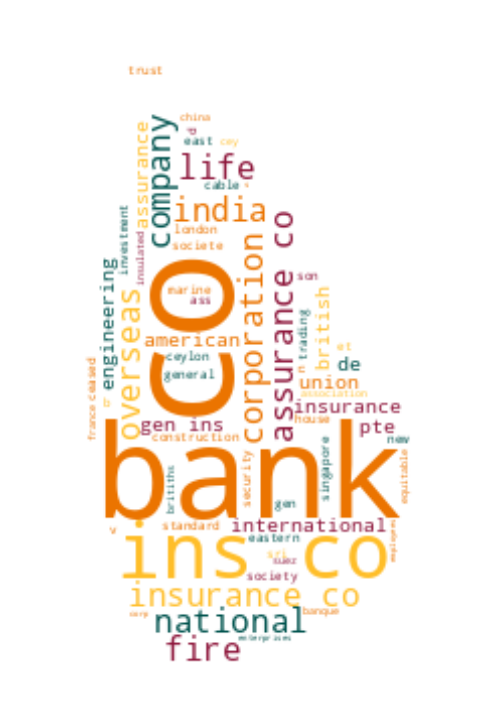 trust
china
p
company
assurance
east
cey
life
cable
india
investment
london
assurance co
insulated
societe
co
corporation
engineering
overseas
son
marine
ass
british
trading
american
et
ceylon
de
general
union
france ceased
association
insurance
house
gen ins
pte
construction
new
bank
singapore
security
equitable
britiths
gen
v
standard
international
eastern
employees
ins co
sri
suez
society
insurance co
corp
banque
national
enterprises
fire